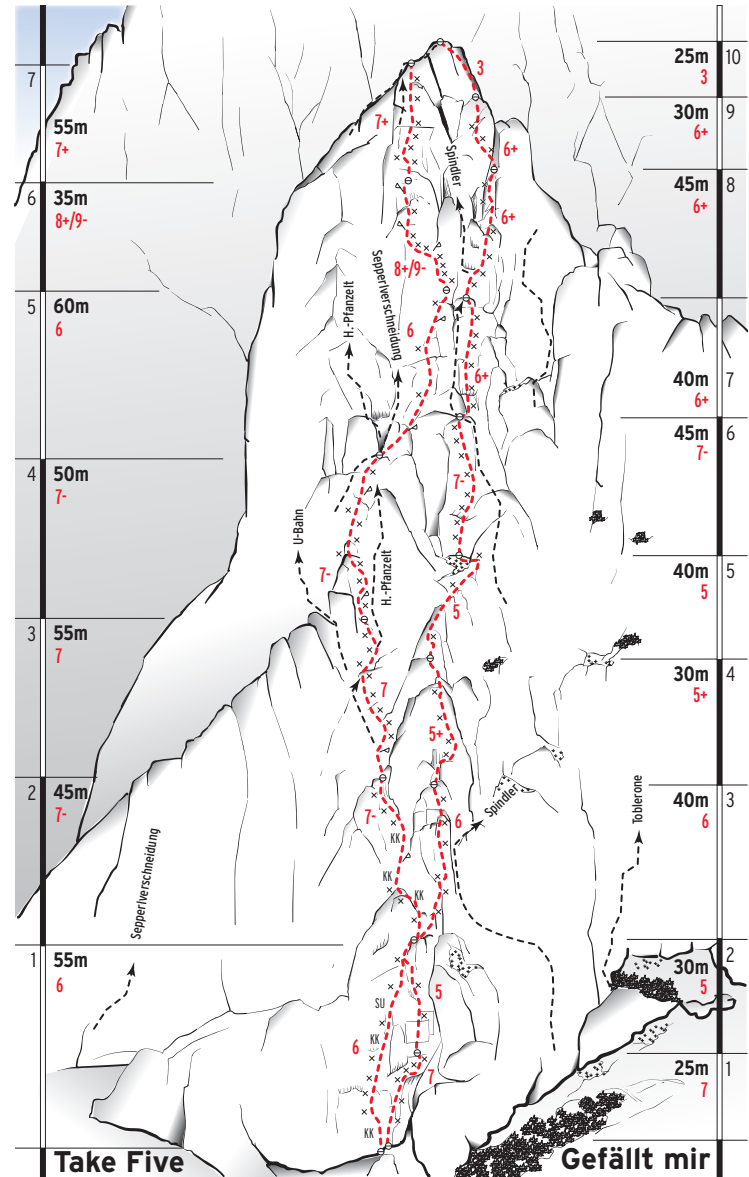 7
55m
7+
6
35m
8+/9-
5
60m
6
4
50m
7-
3
55m
7
2
45m
7-
1
55m
6
Take Five
3
7+
6+
Spindler
6+
8+/9-
H.-Pfanzelt
Sepperlverschneidung
6
6+
7-
U-Bahn
7-
H.-Pfanzelt
5
7
5+
7-
KK
6
Spindler
Toblerone
KK
KK
Sepperlverschneidung
5
SU
KK
6
7
KK
25m
10
3
30m
9
6+
45m
8
6+
40m
7
6+
45m
6
7-
40m
5
5
30m
4
5+
40m
3
6
30m
2
5
25m
1
7
Gefällt mir